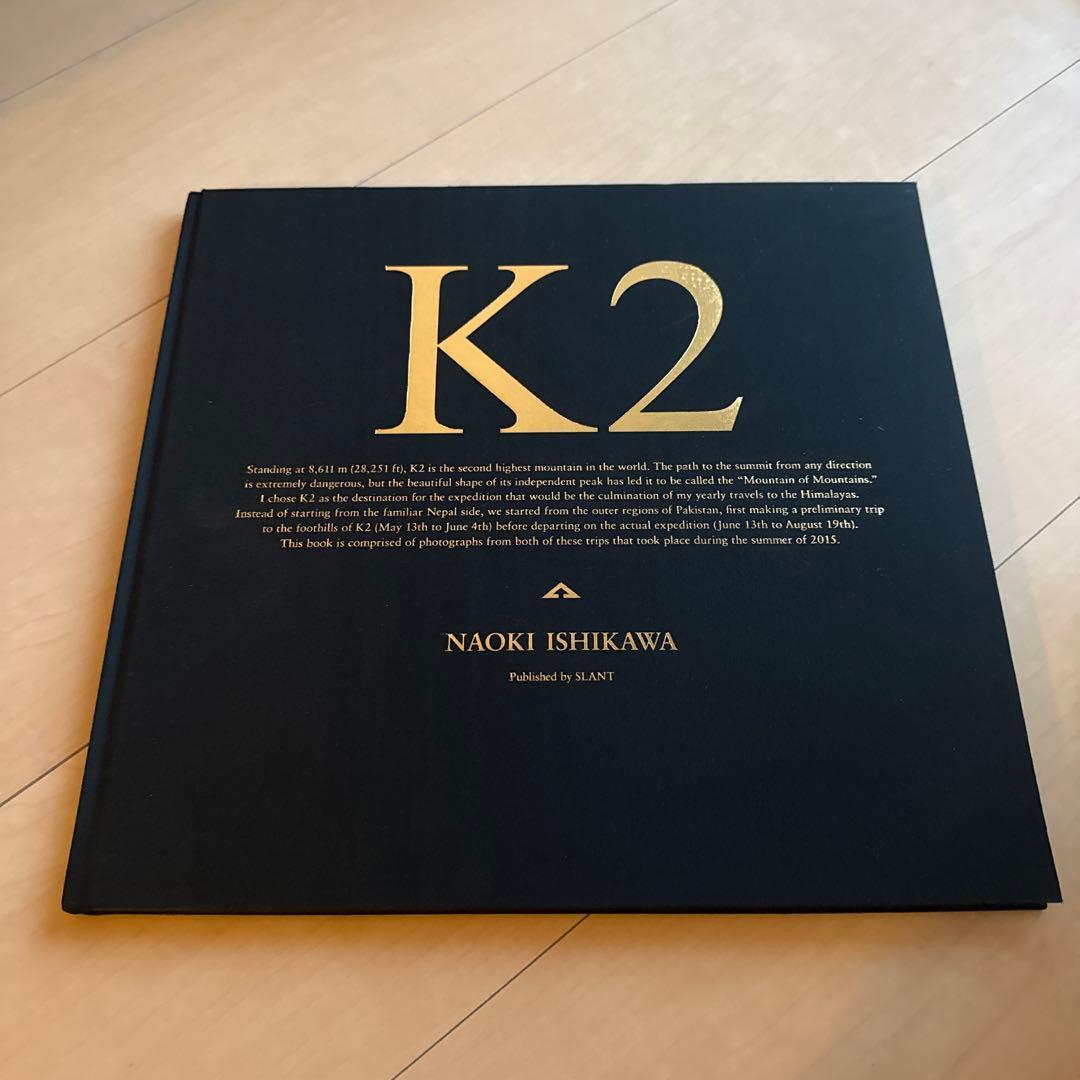 K2
Standing at 8,611 m (28,251 ft), K2 is the second highest mountain in the world. The path to the summit from any direction
is extremely dangerous, but the beautiful shape of its independent peak has led it to be called the “Mountain of Mountains.”
I chose K2 as the destination for the expedition that would be the culmination of my yearly travels to the Himalayas.
Instead of starting from the familiar Nepal side, we started from the outer regions of Pakistan, first making a preliminary trip
to the foothills of K2 (May 13th to June 4th) before departing on the actual expedition (June 13th to August 19th).
This book is comprised of photographs from both of these trips that took place during the summer of 2015.
NAOKI ISHIKAWA
Published by SLANT